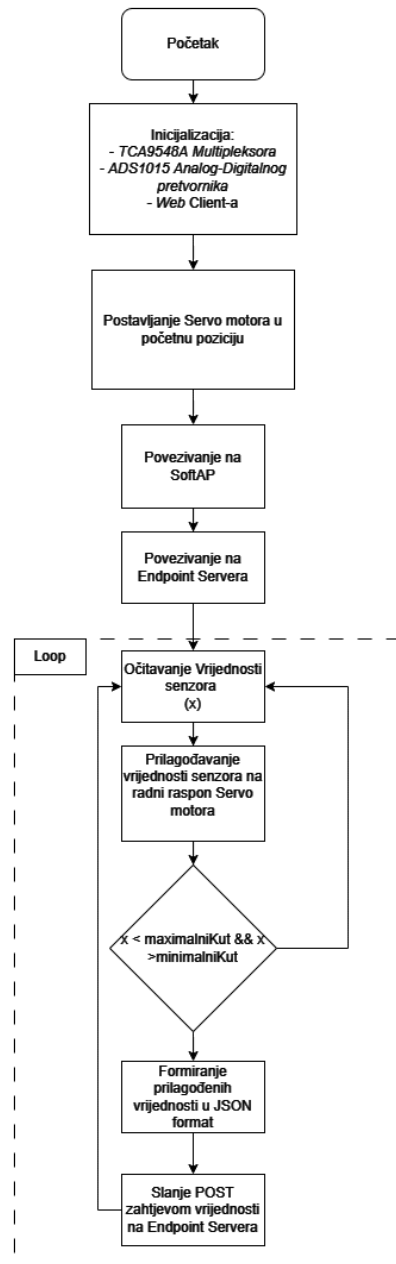 Početak
Inicijalizacija:
- TCA9548A Multipleksora
- ADS1015 Analog-Digitalnog
pretvornika
- Web Client-a
Postavljanje Servo motora u
početnu poziciju
Povezivanje na
SoftAP
Povezivanje na
Endpoint Servera
Loop
Očitavanje Vrijednosti
senzora
(x)
Prilagođavanje
vrijednosti senzora na
radni raspon Servo
motora
x < maximalniKut && x
>minimalniKut
Formiranje
prilagođenih
vrijednosti u JSON
format
Slanje POST
zahtjevom vrijednosti
na Endpoint Servera